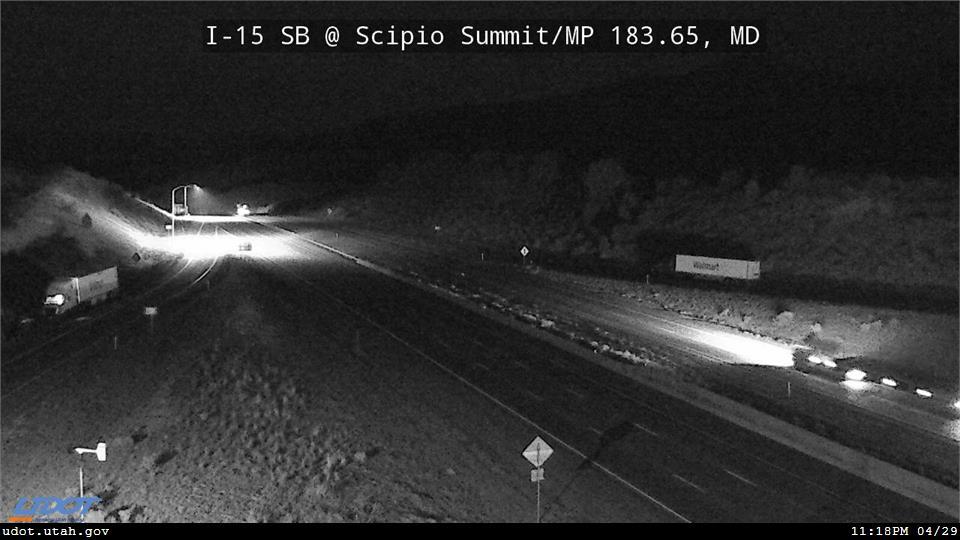 I-15 SB @ Scipio Summit/MP 183.65, MD
Walmart
UDOT
udot.utah.gov
11:18PM 04/29